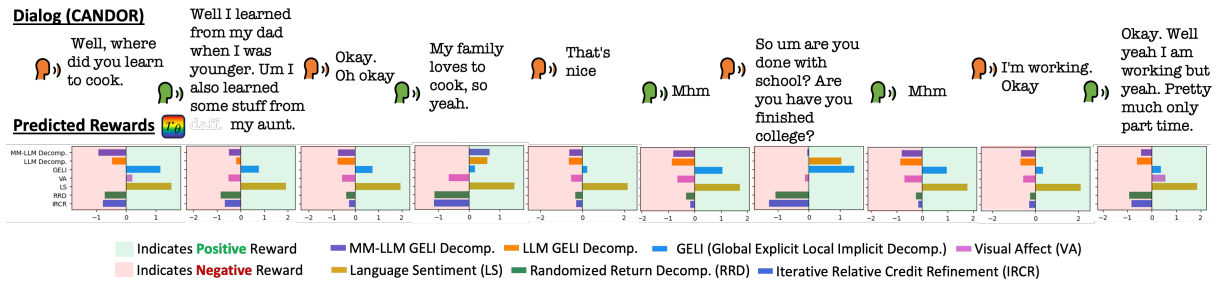 Dialog (CANDOR)
Well, where
did you learn
to cook.
Well I learned
from my dad
when I was
younger. Um I
also learned
some stuff from
my aunt.
Okay.
Oh okay
My family
loves to
cook, so
yeah.
That's
nice
Mhm
So um are you
done with
school? Are
you have you
finished
college?
Mhm
I'm working.
Okay
Okay. Well
yeah I am
working but
yeah. Pretty
much only
part time.
Predicted Rewards rθ
MM-LLM Decomp.
LLM Decomp.
GELI
VA
LS
RRD
IRCR
−1 0 1
−2 −1 0 1 2
−1 0 1 2
−1 0 1
−1 0 1 2
−1 0 1
−1 0 1
−1 0 1 2
−1 0 1 2
−2 −1 0 1 2
Indicates Positive Reward
Indicates Negative Reward
MM-LLM GELI Decomp.
LLM GELI Decomp.
GELI (Global Explicit Local Implicit Decomp.)
Visual Affect (VA)
Language Sentiment (LS)
Randomized Return Decomp. (RRD)
Iterative Relative Credit Refinement (IRCR)